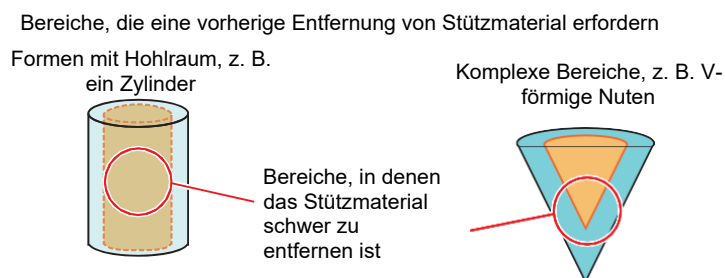 Bereiche, die eine vorherige Entfernung von Stützmaterial erfordern
Formen mit Hohlraum, z. B.
ein Zylinder
Komplexe Bereiche, z. B. V-
förmige Nuten
Bereiche, in denen
das Stützmaterial
schwer zu
entfernen ist